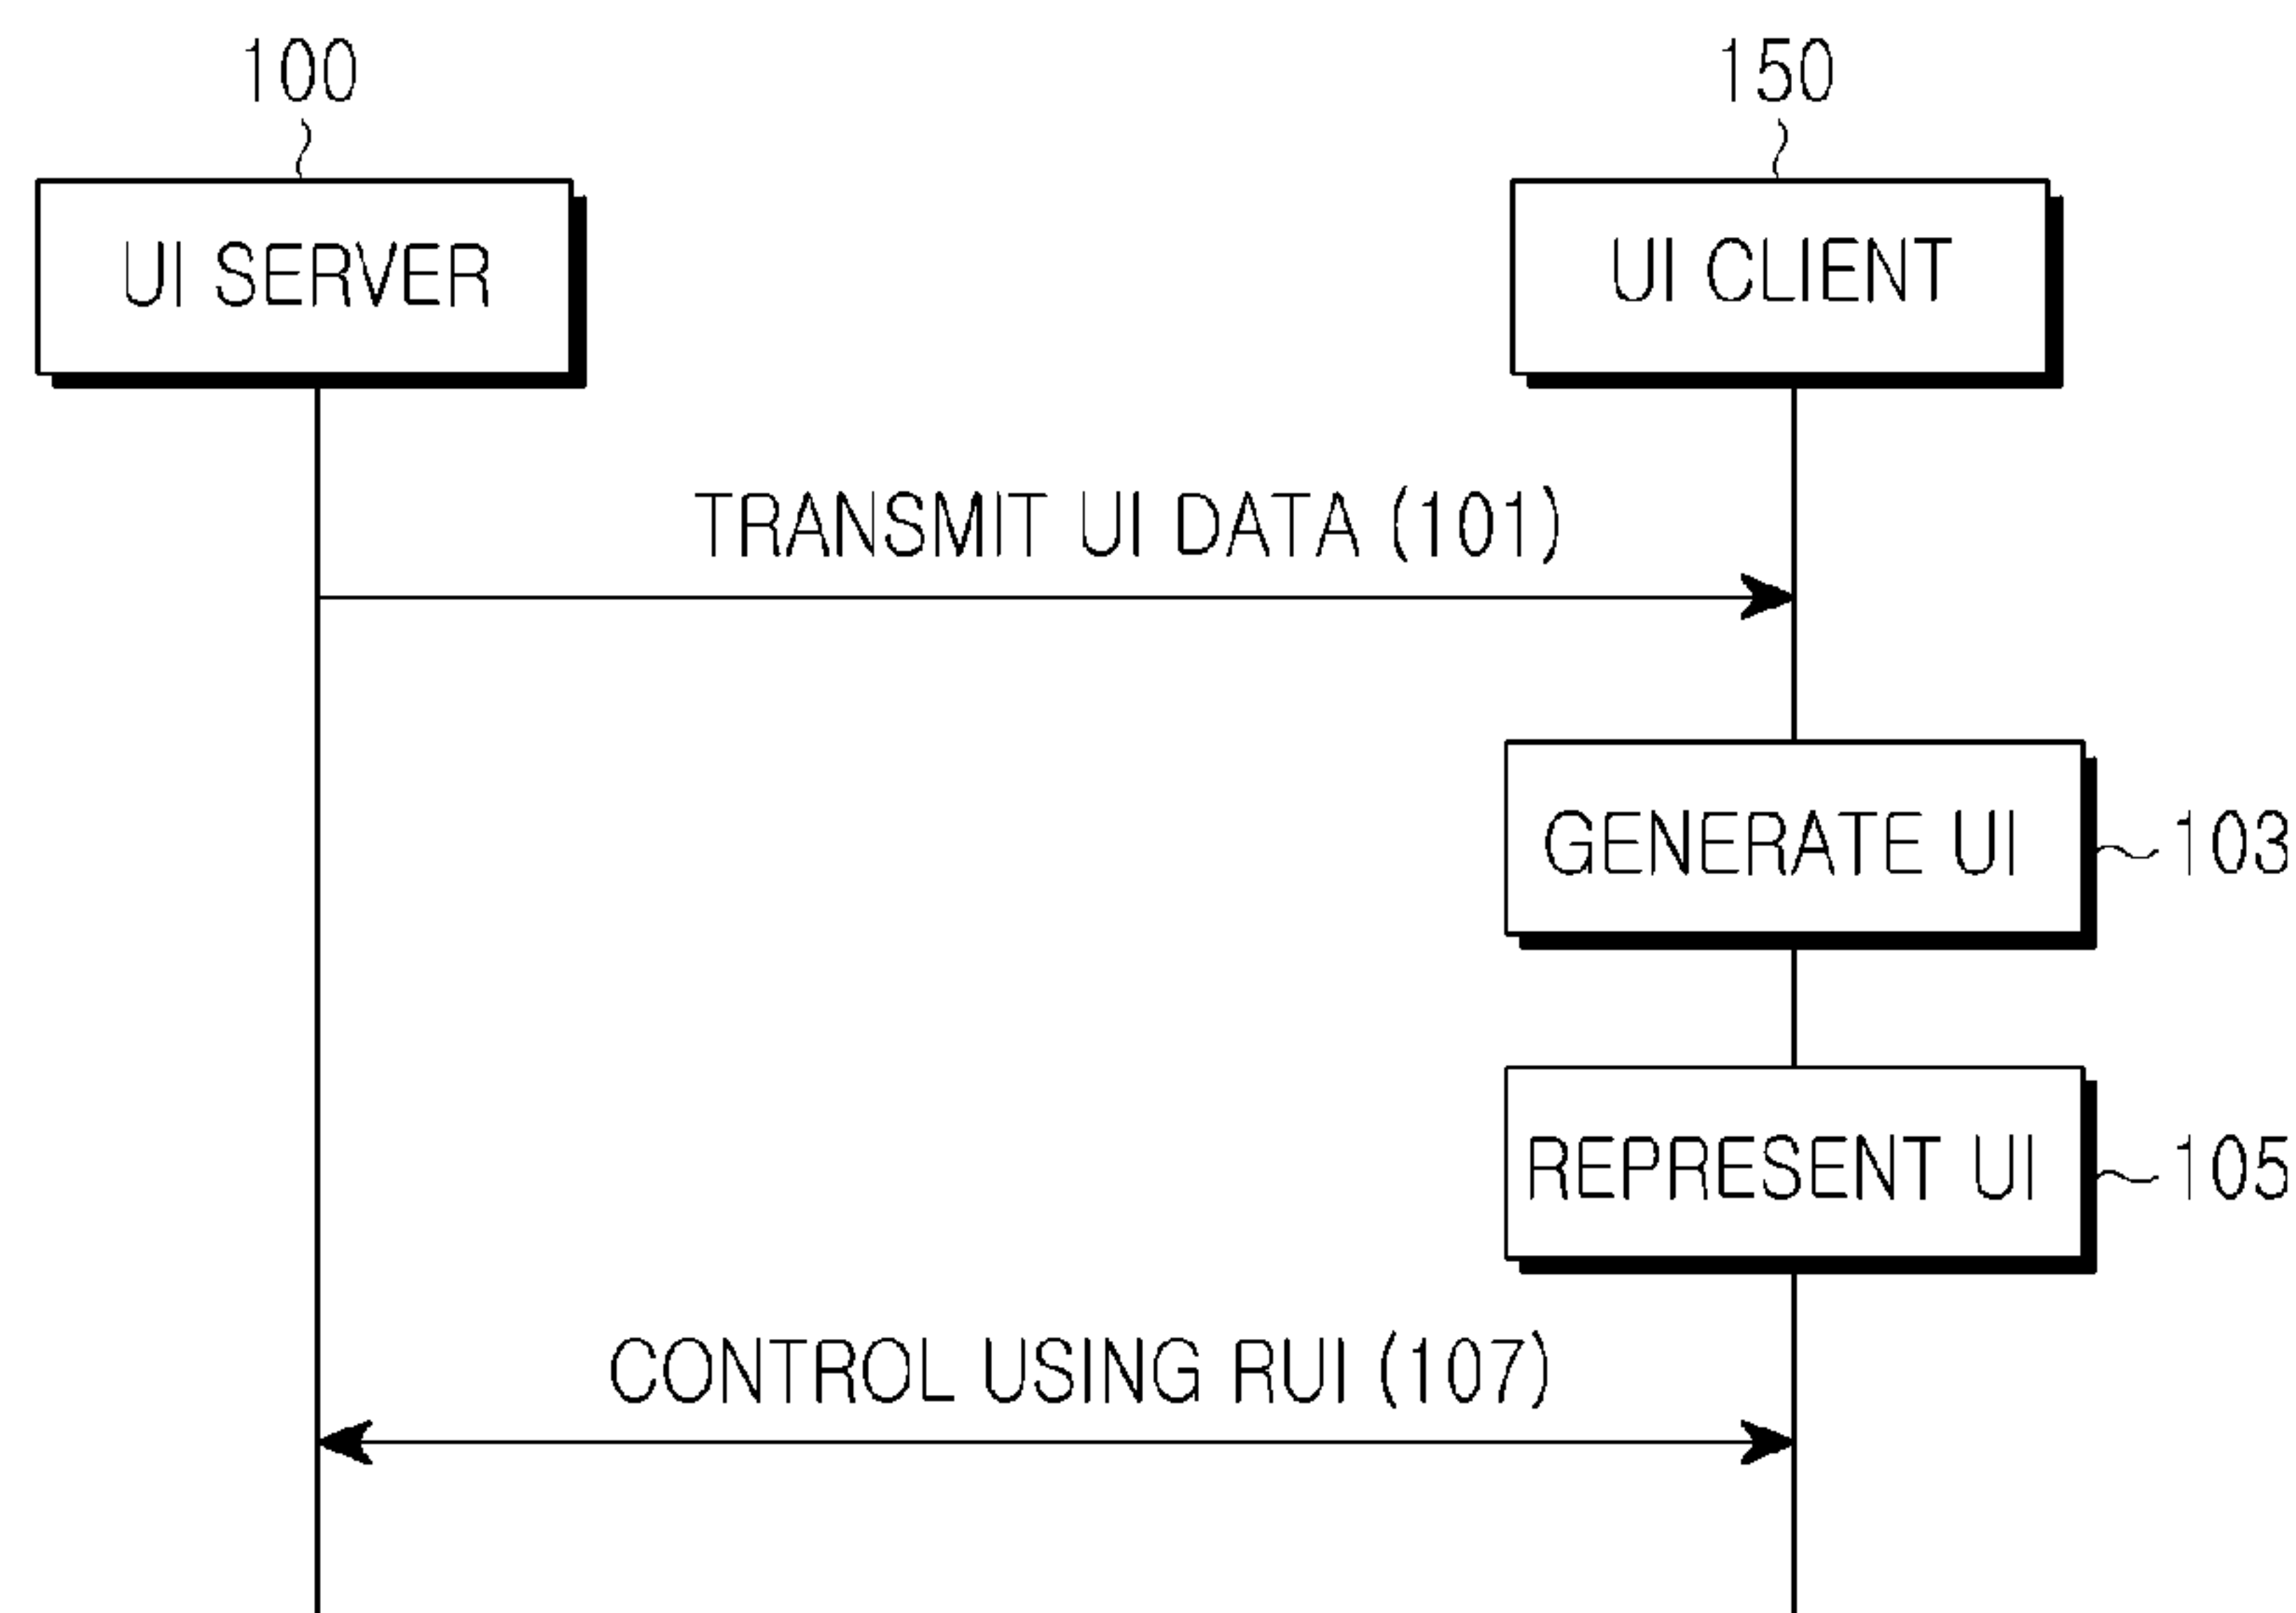 100
150
UI SERVER
UI CLIENT
TRANSMIT UI DATA (101)
GENERATE UI
103
REPRESENT UI
105
CONTROL USING RUI (107)